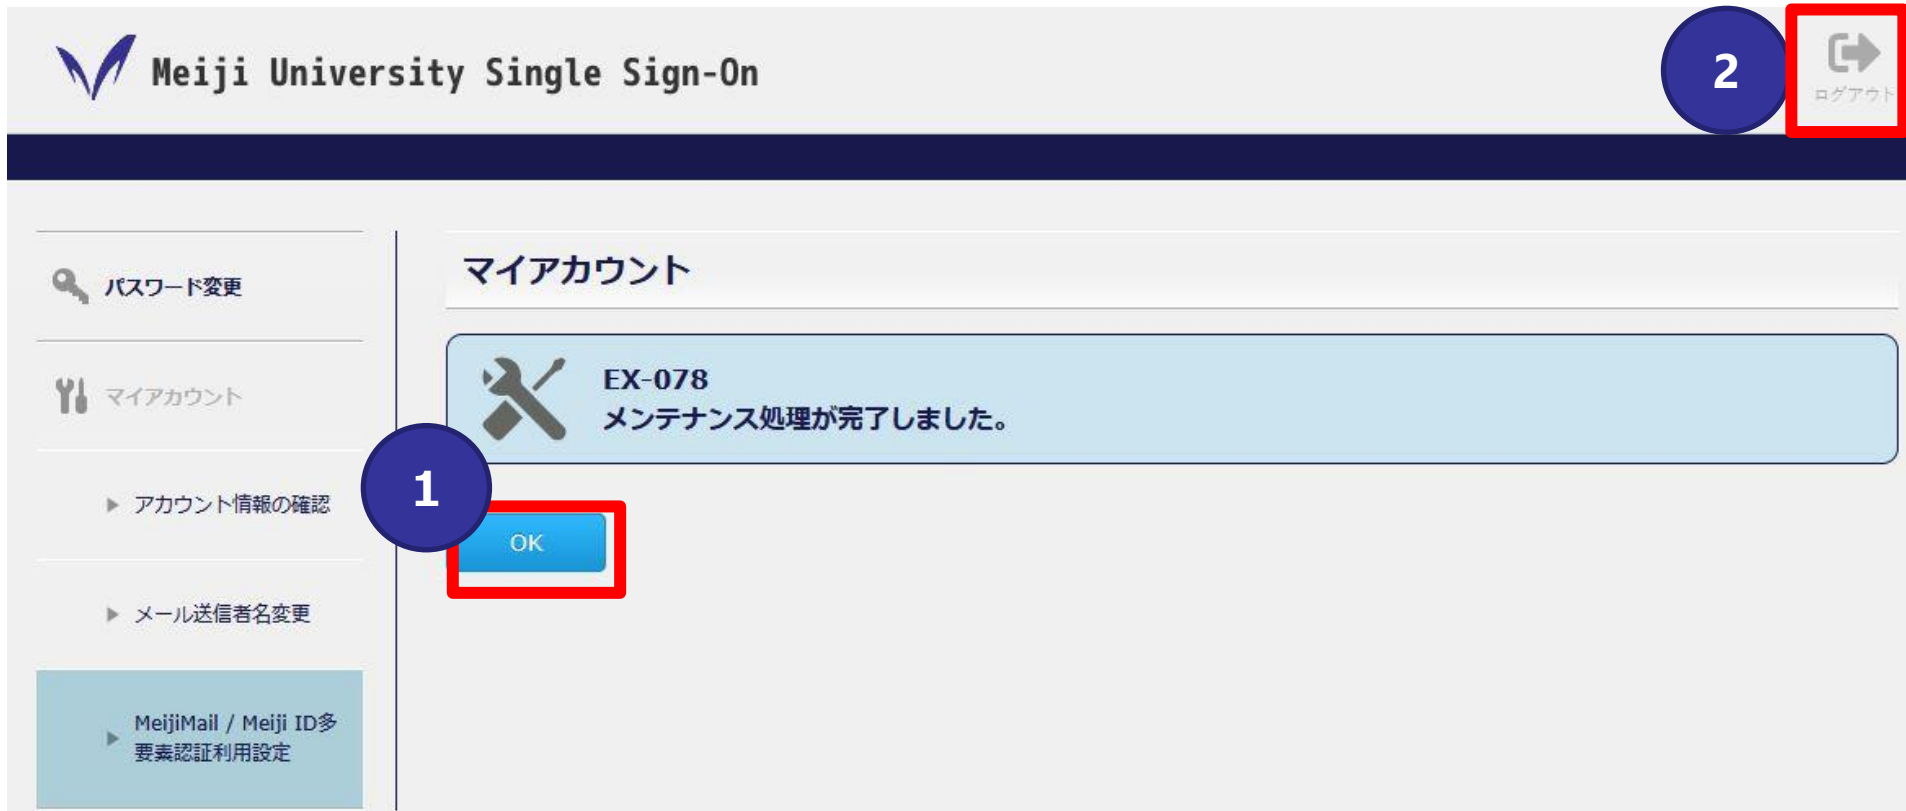 Meiji University Single Sign-On
2
ログアウト
パスワード変更
マイアカウント
アカウント情報の確認
メール送信者名変更
MeijiMail / Meiji ID多
要素認証利用設定
マイアカウント
EX-078
メンテナンス処理が完了しました。
1
OK